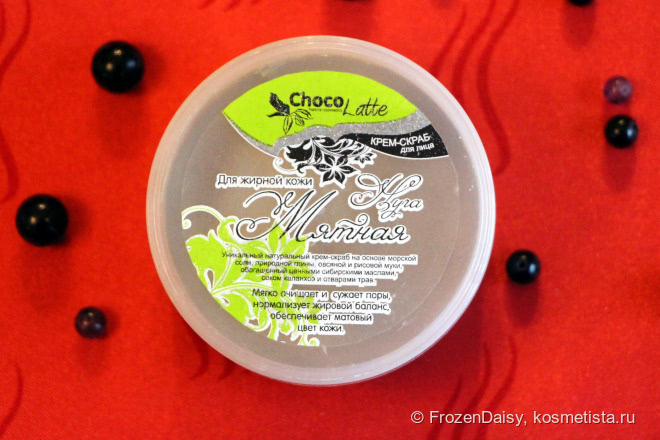 Choco
Latte
КРЕМ-СКРАБ
для лица
Для жирной кожи
Нуга
Мятная
Уникальный натуральный крем-скраб на основе морской
соли, природной глины, овсяной и рисовой муки,
обогащенный ценными сибирскими маслами,
соком каланхоэ и отварами трав.
Мягко очищает и сужает поры,
нормализует жировой баланс,
обеспечивает матовый
цвет кожи.
© FrozenDaisy, kosmetista.ru